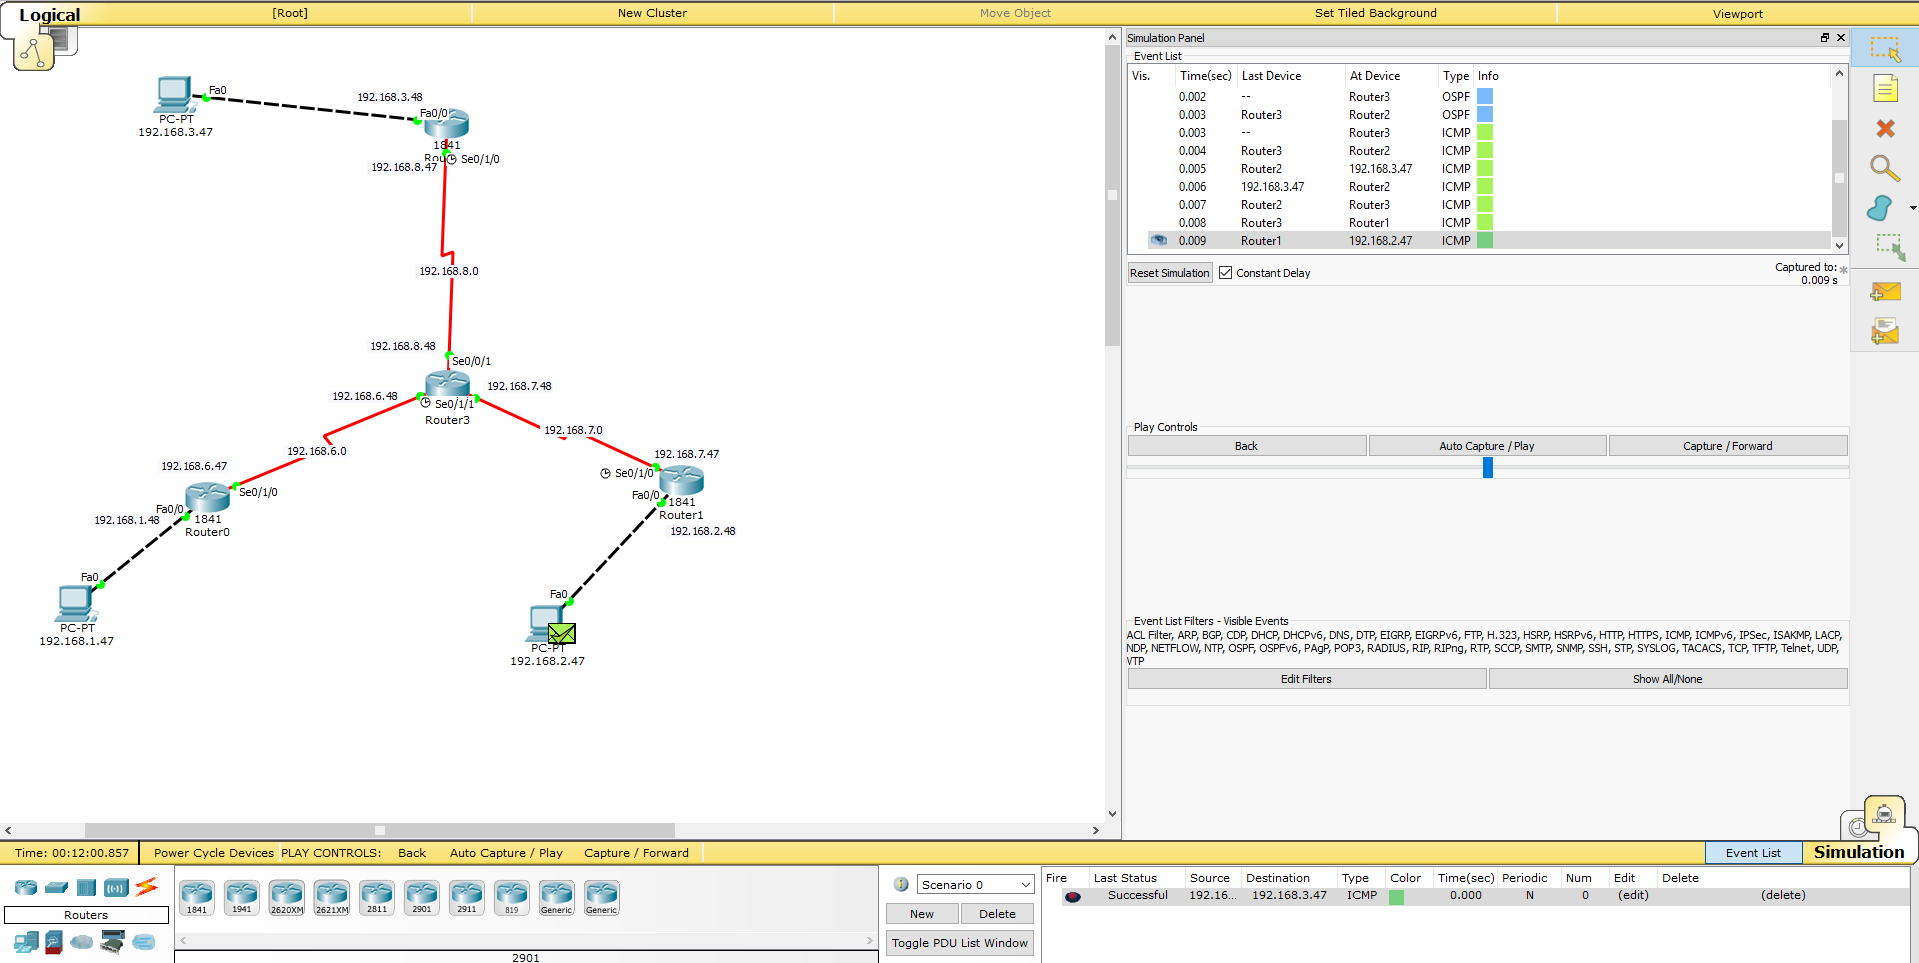 Logical [Root] New Cluster Move Object Set Tiled Background Viewport
Fa0
PC-PT
192.168.3.47
192.168.3.48
Fa0/0
1841
Rou
Se0/1/0
192.168.8.47
192.168.8.0
192.168.8.48
Se0/0/1
192.168.7.48
192.168.6.48
Se0/1/1
Router3
192.168.7.0
192.168.6.0
192.168.7.47
Se0/1/0
Fa0/0
1841
Router1
192.168.2.48
192.168.6.47
Se0/1/0
Fa0/0
1841
192.168.1.48
Router0
Fa0
PC-PT
192.168.1.47
Fa0
PC-PT
192.168.2.47
Simulation Panel
Event List
Vis. Time(sec) Last Device At Device Type Info
0.002 -- Router3 OSPF
0.003 Router3 Router2 OSPF
0.003 -- Router3 ICMP
0.004 Router3 Router2 ICMP
0.005 Router2 192.168.3.47 ICMP
0.006 192.168.3.47 Router2 ICMP
0.007 Router2 Router3 ICMP
0.008 Router3 Router1 ICMP
0.009 Router1 192.168.2.47 ICMP
Reset Simulation Constant Delay Captured to: *
0.009 s
Play Controls
Back Auto Capture / Play Capture / Forward
Event List Filters - Visible Events
ACL Filter, ARP, BGP, CDP, DHCP, DHCPv6, DNS, DTP, EIGRP, EIGRPv6, FTP, H.323, HSRP, HSRPv6, HTTP, HTTPS, ICMP, ICMPv6, IPSec, ISAKMP, LACP,
NDP, NETFLOW, NTP, OSPF, OSPFv6, PAgP, POP3, RADIUS, RIP, RIPng, RTP, SCCP, SMTP, SNMP, SSH, STP, SYSLOG, TACACS, TCP, TFTP, Telnet, UDP,
VTP
Edit Filters Show All/None
Time: 00:12:00.857 Power Cycle Devices PLAY CONTROLS: Back Auto Capture / Play Capture / Forward Event List Simulation
Routers
1841 1941 2620XM 2621XM 2811 2901 2911 819 Generic Generic
2901
Scenario 0
New Delete
Toggle PDU List Window
Fire Last Status Source Destination Type Color Time(sec) Periodic Num Edit Delete
Successful 192.16... 192.168.3.47 ICMP 0.000 N 0 (edit) (delete)